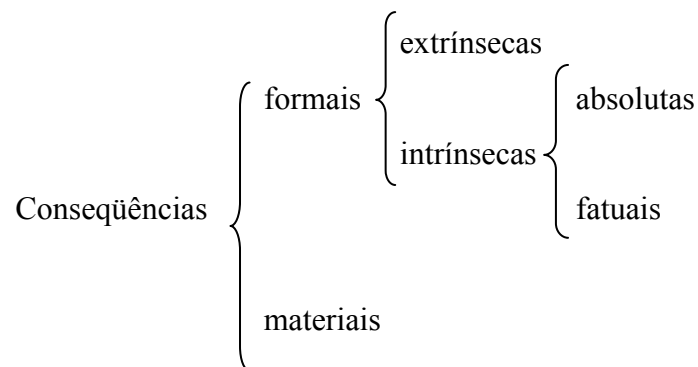 extrínsecas
formais
absolutas
intrínsecas
Conseqüências
fatuais
materiais